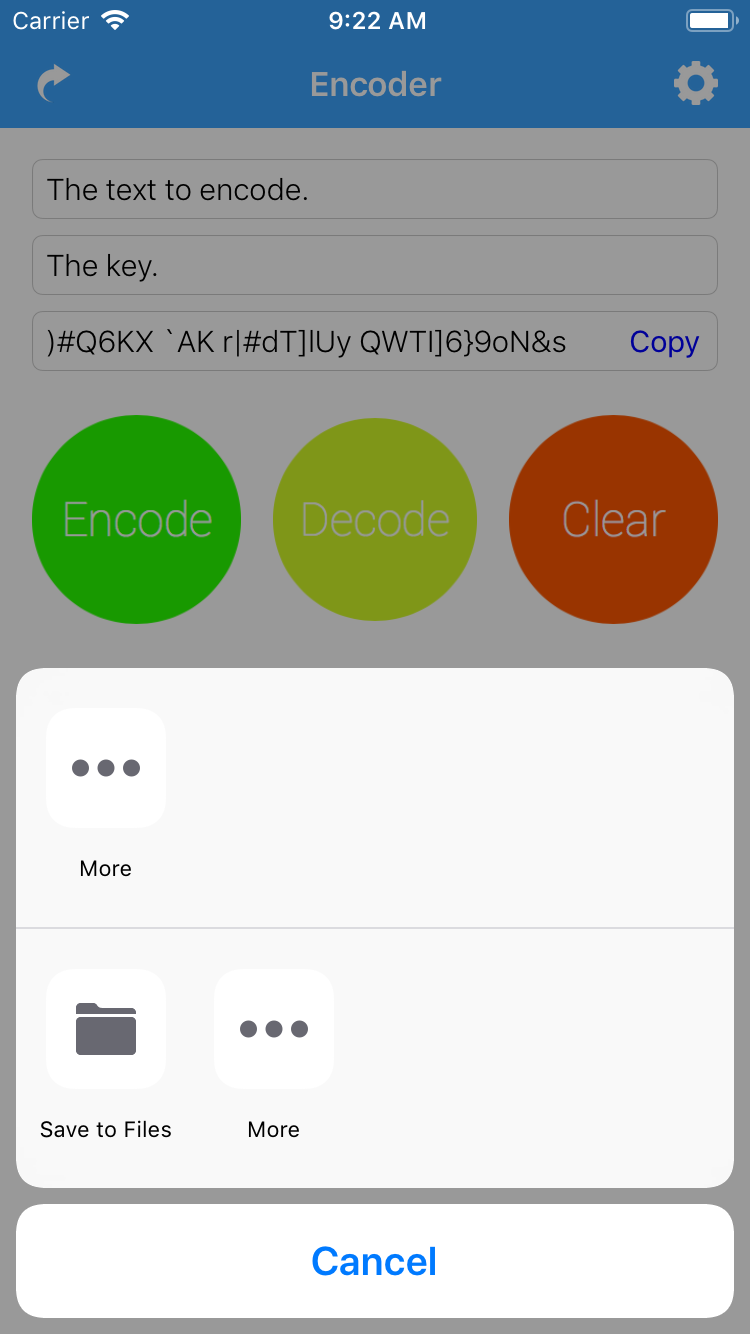 Carrier 9:22 AM
Encoder
The text to encode.
The key.
)#Q6KX `AK r|#dT]lUy QWTI]6}9oN&s Copy
Encode Decode Clear
More
Save to Files More
Cancel